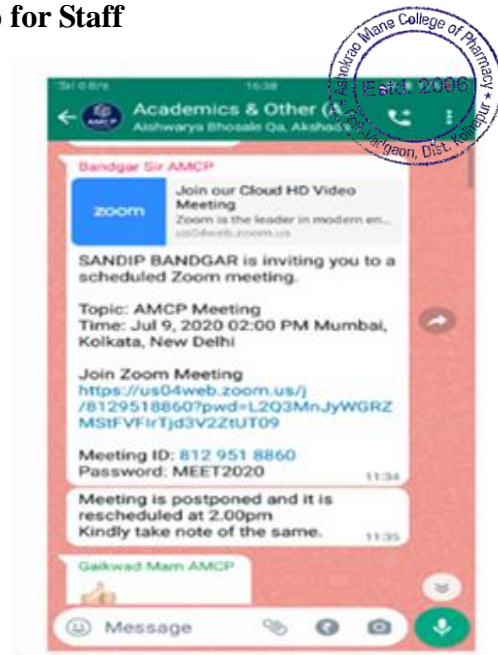 for Staff
Ashokrao Mane College of Pharmacy
Estd. 2006
Vadgaon, Dist. Kolhapur
16:38
Academics & Other (A
Aishwarya Bhosale Qa, Akshad
Bandgar Sir AMCP
zoom
Join our Cloud HD Video
Meeting
Zoom is the leader in modern en...
us04web.zoom.us
SANDIP BANDGAR is inviting you to a
scheduled Zoom meeting.
Topic: AMCP Meeting
Time: Jul 9, 2020 02:00 PM Mumbai,
Kolkata, New Delhi
Join Zoom Meeting
https://us04web.zoom.us/j
/8129518860?pwd=L2Q3MnJyWGRZ
MStFVFIrTjd3V2ZtUT09
Meeting ID: 812 951 8860
Password: MEET2020
11:34
Meeting is postponed and it is
rescheduled at 2.00pm
Kindly take note of the same.
11:35
Gaikwad Mam AMCP
Message